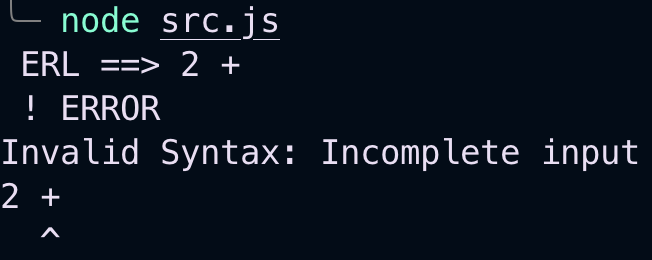 node src.js
ERL ==> 2 +
! ERROR
Invalid Syntax: Incomplete input
2 +
^